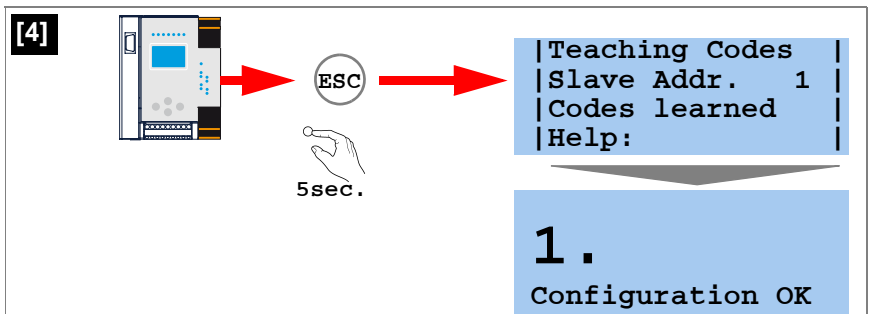 [4]
ESC
5sec.
|Teaching Codes |
|Slave Addr. 1 |
|Codes learned |
|Help: |
1.
Configuration OK